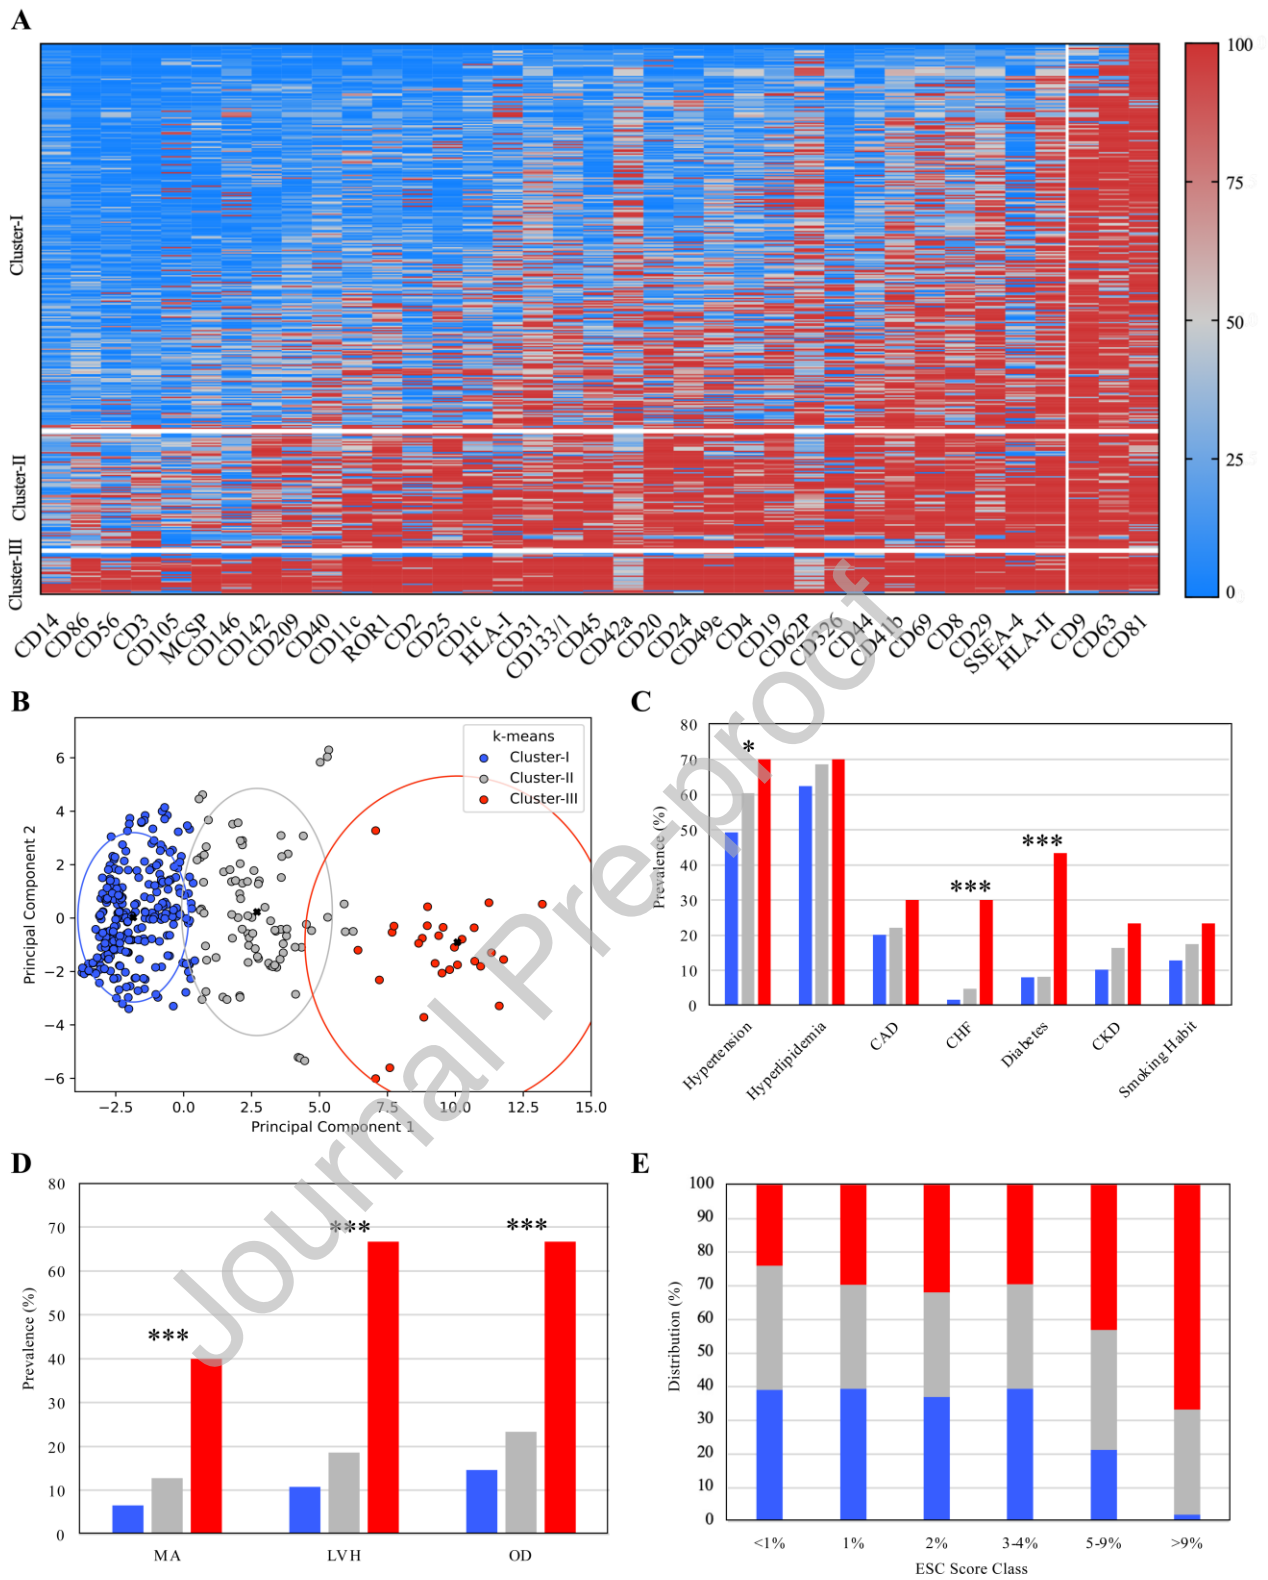 A
Cluster-I
Cluster-II
Cluster-III
100
75
50
25
0
CD14
CD86
CD56
CD3
CD105
MCSP
CD146
CD142
CD209
CD40
CD11c
ROR1
CD2
CD25
CD1c
HLA-I
CD31
CD133/1
CD45
CD42a
CD20
CD24
CD49e
CD4
CD19
CD62P
CD326
CD44
CD41b
CD69
CD8
CD29
SSEA-4
HLA-II
CD9
CD63
CD81
B
k-means
Cluster-I
Cluster-II
Cluster-III
Principal Component 2
6
4
2
0
−2
−4
−6
−2.5 0.0 2.5 5.0 7.5 10.0 12.5 15.0
Principal Component 1
C
Prevalence (%)
80
70
60
50
40
30
20
10
0
*
***
***
Hypertension
Hyperlipidemia
CAD
CHF
Diabetes
CKD
Smoking Habit
D
Prevalence (%)
80
70
60
50
40
30
20
10
0
***
***
***
MA LVH OD
E
Distribution (%)
100
90
80
70
60
50
40
30
20
10
0
<1% 1% 2% 3-4% 5-9% >9%
ESC Score Class
Journal Pre-proof